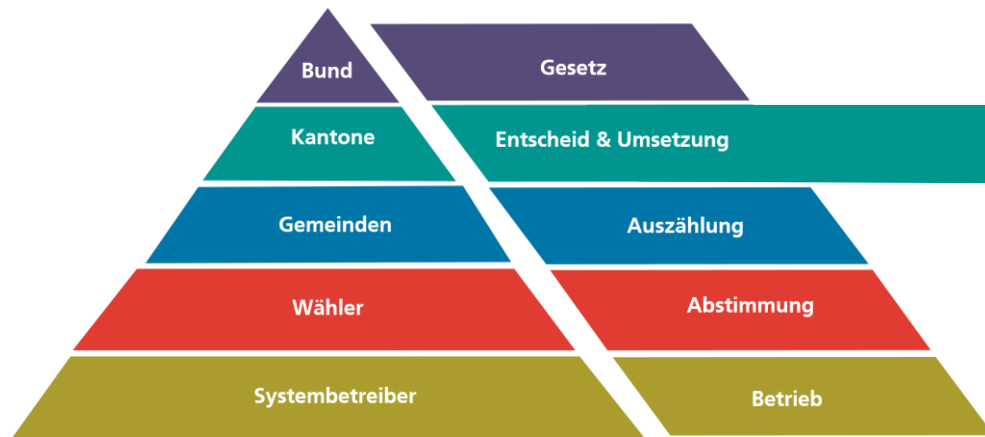 Bund
Gesetz
Kantone
Entscheid & Umsetzung
Gemeinden
Auszählung
Wähler
Abstimmung
Systembetreiber
Betrieb